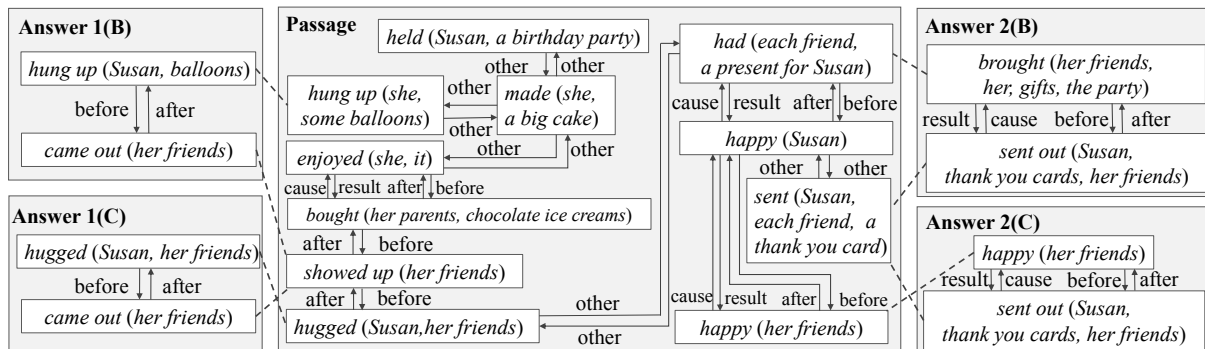 Answer 1(B)
hung up (Susan, balloons)
before
after
came out (her friends)
Answer 1(C)
hugged (Susan, her friends)
before
after
came out (her friends)
Passage
held (Susan, a birthday party)
other
other
hung up (she,
some balloons)
other
other
made (she,
a big cake)
enjoyed (she, it)
other
other
cause
result
after
before
bought (her parents, chocolate ice creams)
after
before
showed up (her friends)
after
before
hugged (Susan,her friends)
other
other
had (each friend,
a present for Susan)
cause
result
after
before
happy (Susan)
other
other
sent (Susan,
each friend, a
thank you card)
cause
result
after
before
happy (her friends)
Answer 2(B)
brought (her friends,
her, gifts, the party)
result
cause
before
after
sent out (Susan,
thank you cards, her friends)
Answer 2(C)
happy (her friends)
result
cause
before
after
sent out (Susan,
thank you cards, her friends)